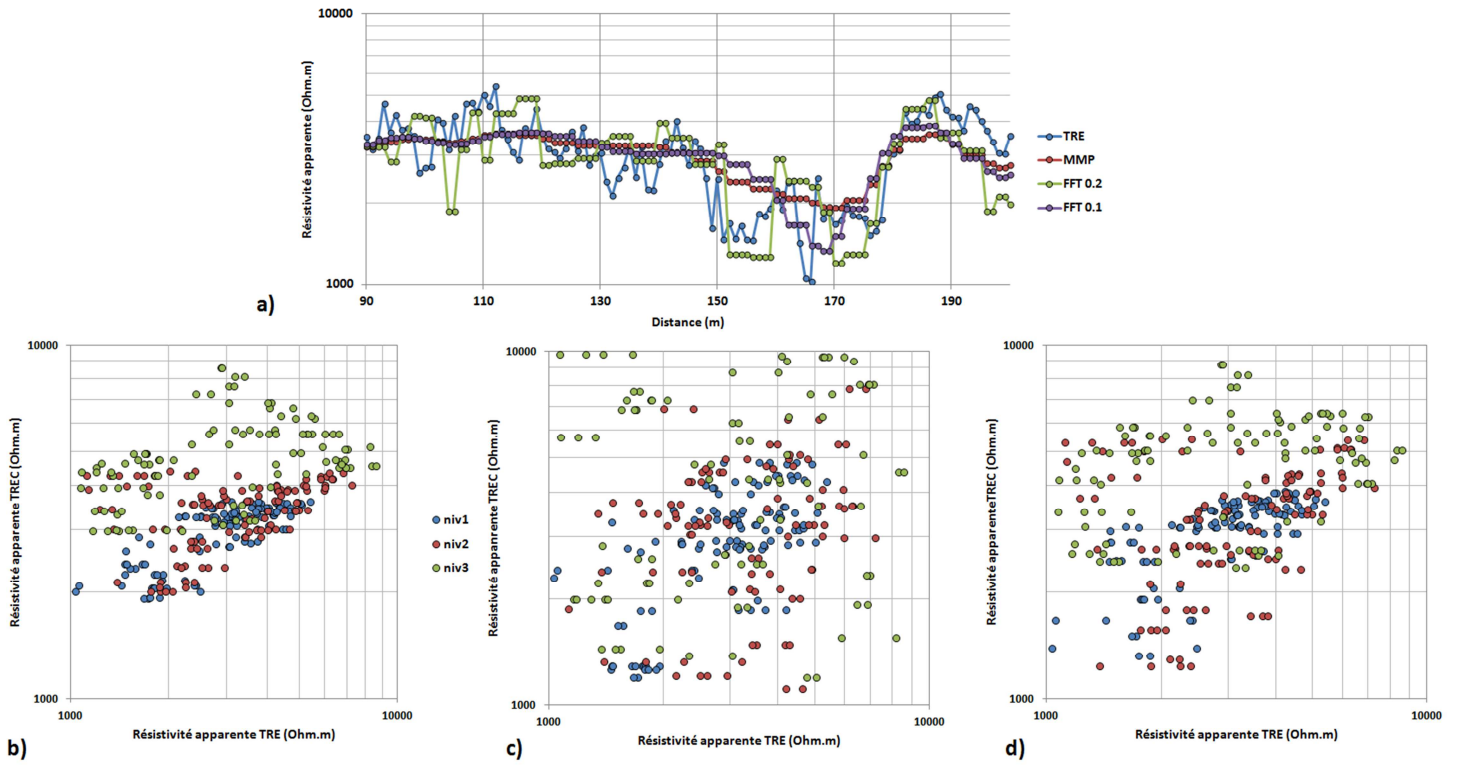 10000
1000
Résistivité apparente (Ohm.m)
90
110
130
150
170
190
Distance (m)
TRE
MMP
FFT 0.2
FFT 0.1
a)
10000
1000
Résistivité apparente TREC (Ohm.m)
1000
10000
Résistivité apparente TRE (Ohm.m)
b)
niv1
niv2
niv3
10000
1000
Résistivité apparente TREC (Ohm.m)
1000
10000
Résistivité apparente TRE (Ohm.m)
c)
10000
1000
Résistivité apparenteTREC (Ohm.m)
1000
10000
Résistivité apparente TRE (Ohm.m)
d)